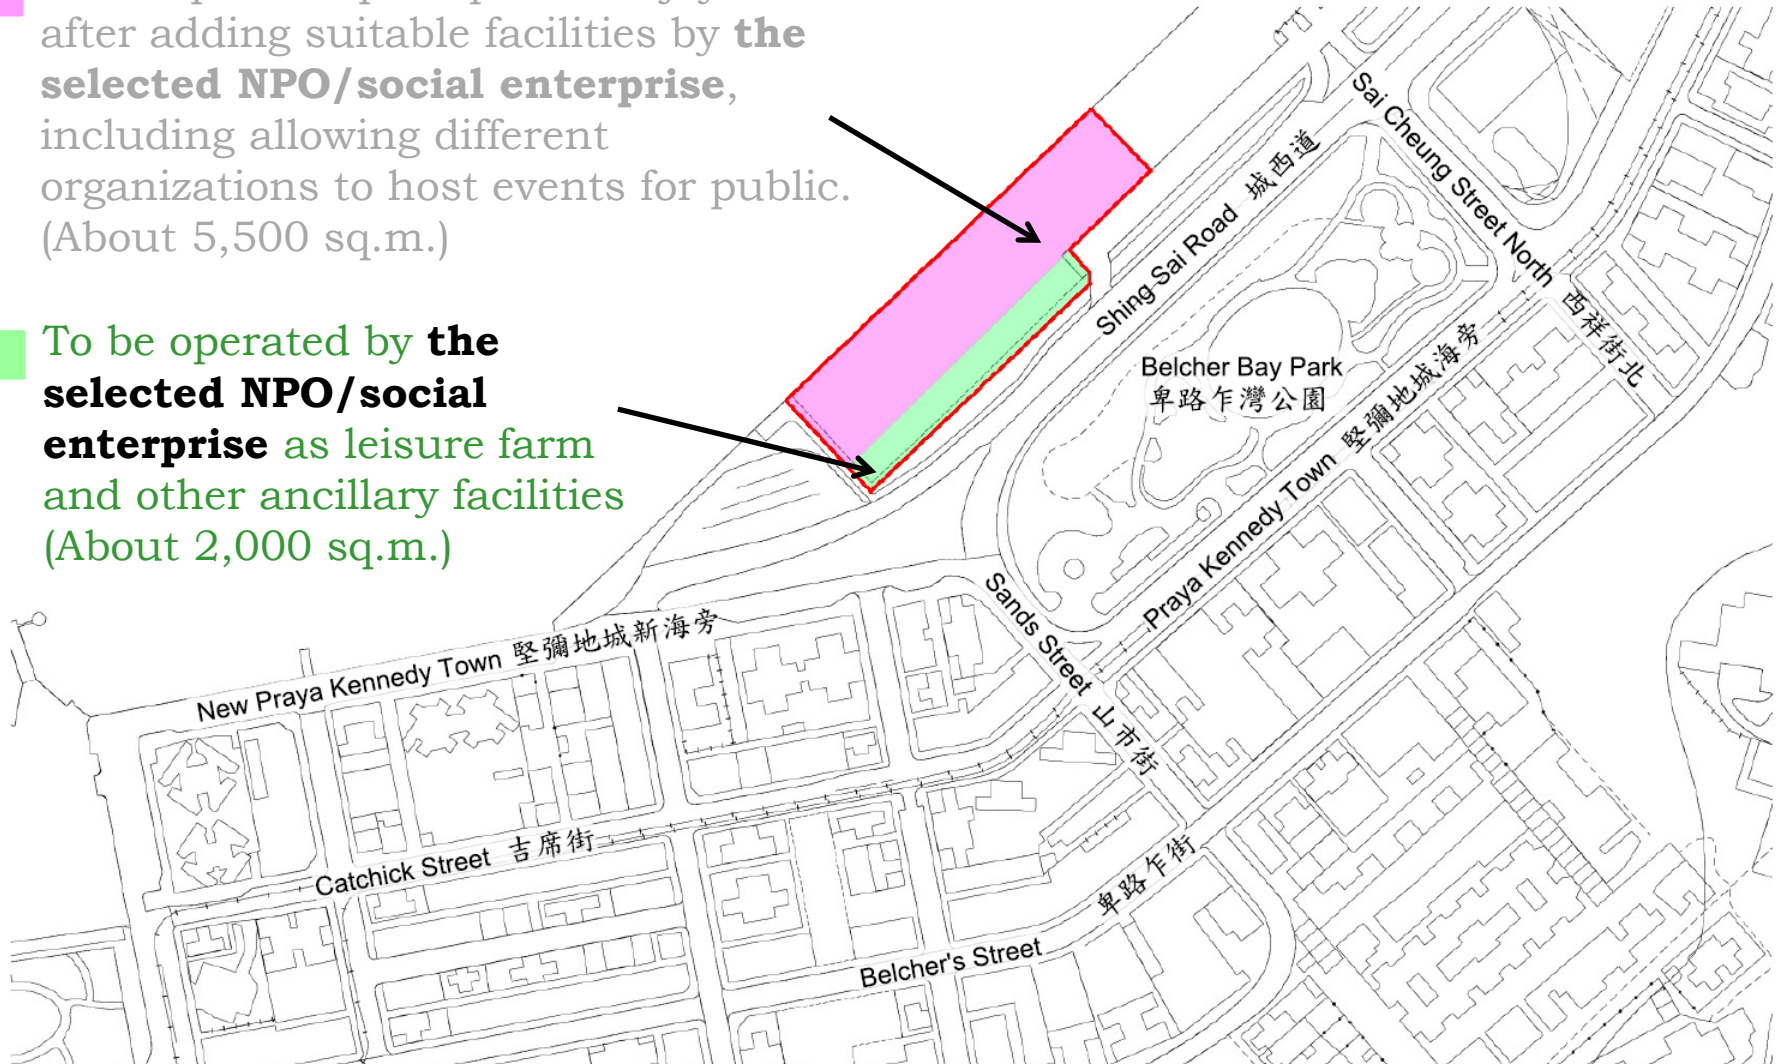 after adding suitable facilities by the
selected NPO/social enterprise,
including allowing different
organizations to host events for public.
(About 5,500 sq.m.)
To be operated by the
selected NPO/social
enterprise as leisure farm
and other ancillary facilities
(About 2,000 sq.m.)
Sai Cheung Street North 西祥街北
Shing Sai Road 城西道
Belcher Bay Park
卑路乍灣公園
Praya Kennedy Town 堅彌地城海旁
Sands Street 山市街
New Praya Kennedy Town 堅彌地城新海旁
Catchick Street 吉席街
Belcher's Street 卑路乍街